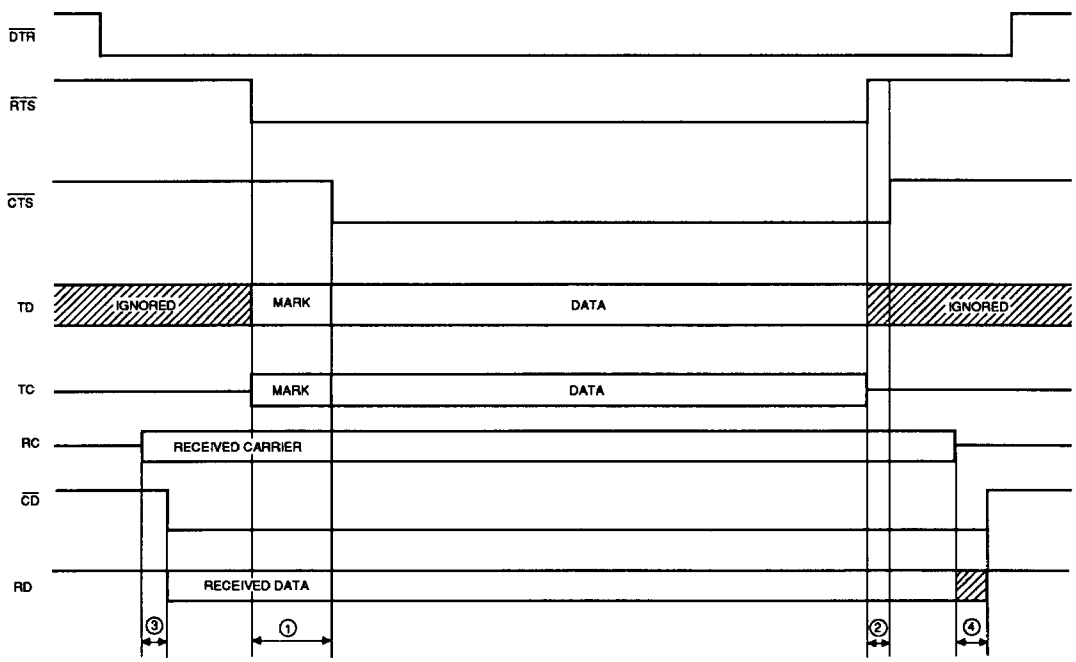 DTR
RTS
CTS
TD IGNORED MARK DATA IGNORED
TC MARK DATA
RC RECEIVED CARRIER
CD
RD RECEIVED DATA
③ ① ② ④